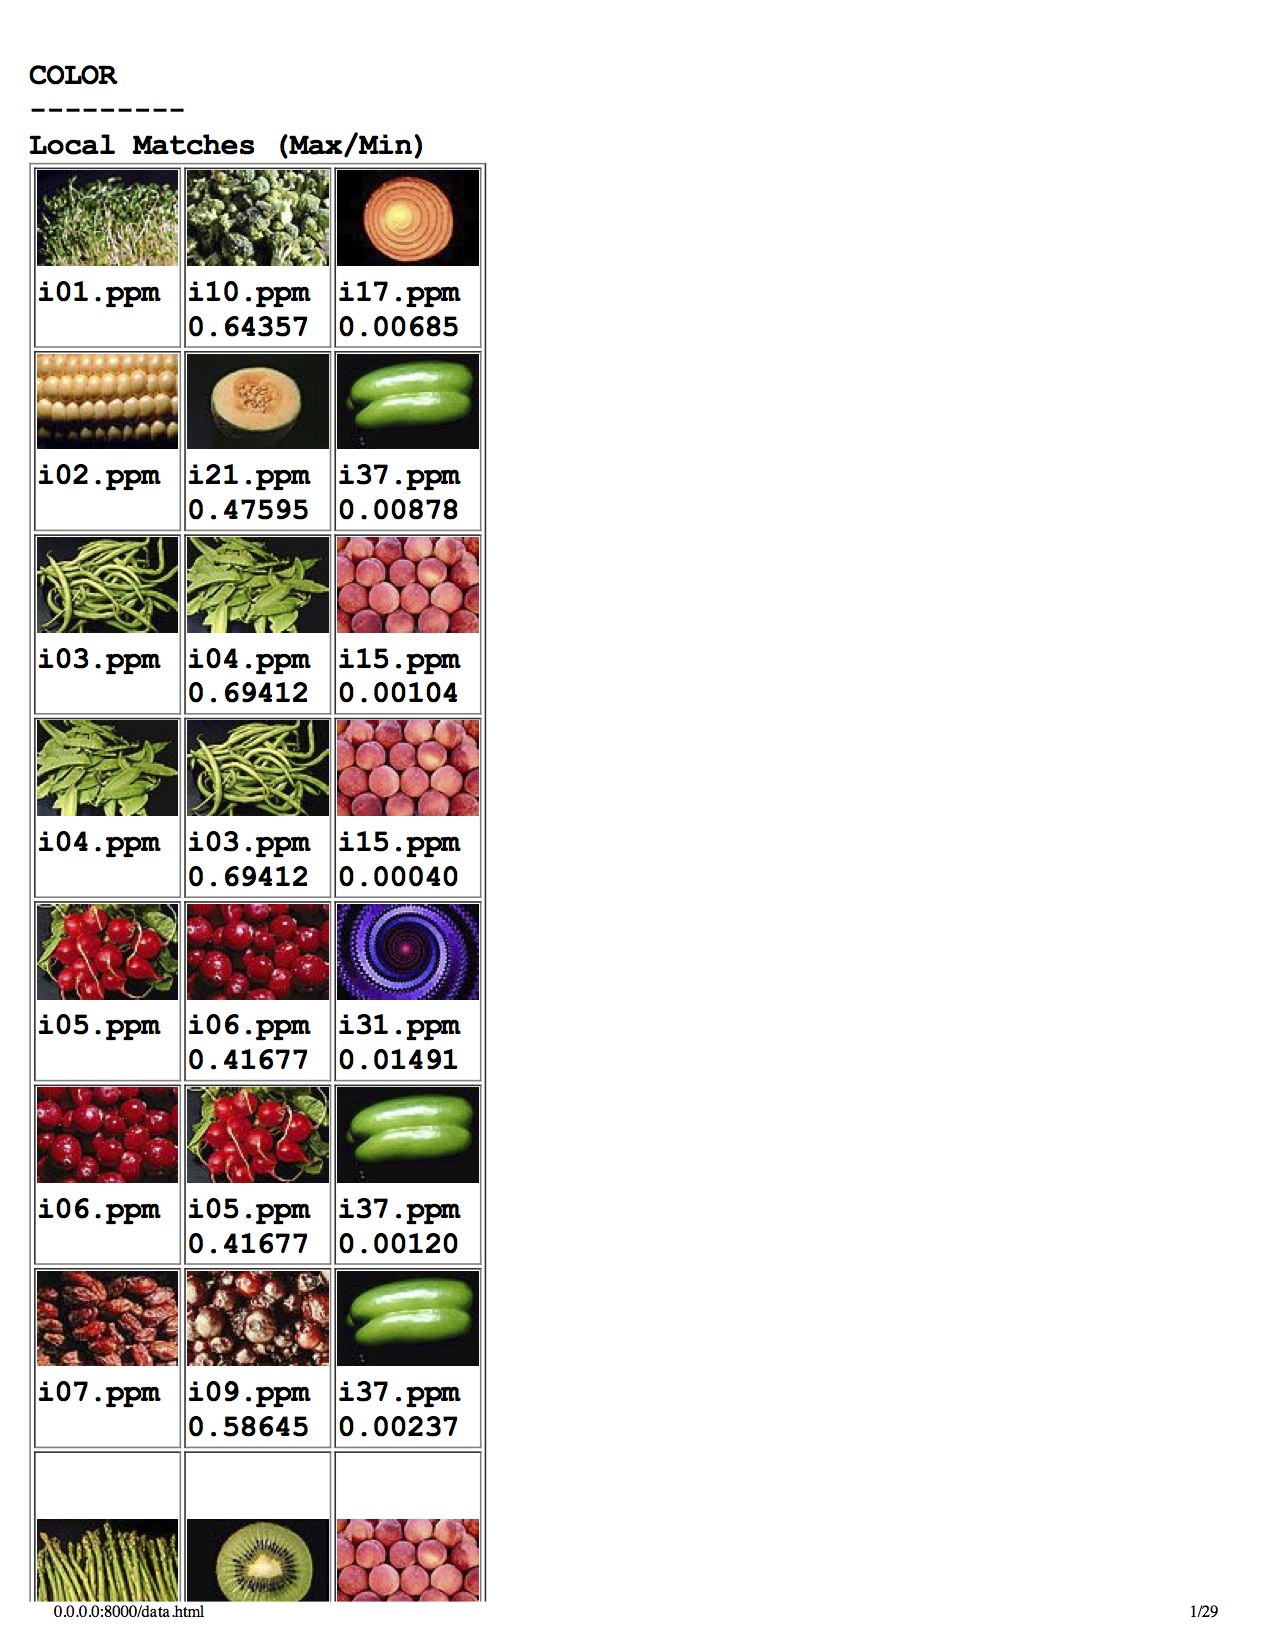 COLOR
---------
Local Matches (Max/Min)
i01.ppm i10.ppm i17.ppm
0.64357 0.00685
i02.ppm i21.ppm i37.ppm
0.47595 0.00878
i03.ppm i04.ppm i15.ppm
0.69412 0.00104
i04.ppm i03.ppm i15.ppm
0.69412 0.00040
i05.ppm i06.ppm i31.ppm
0.41677 0.01491
i06.ppm i05.ppm i37.ppm
0.41677 0.00120
i07.ppm i09.ppm i37.ppm
0.58645 0.00237
0.0.0.0:8000/data.html 1/29